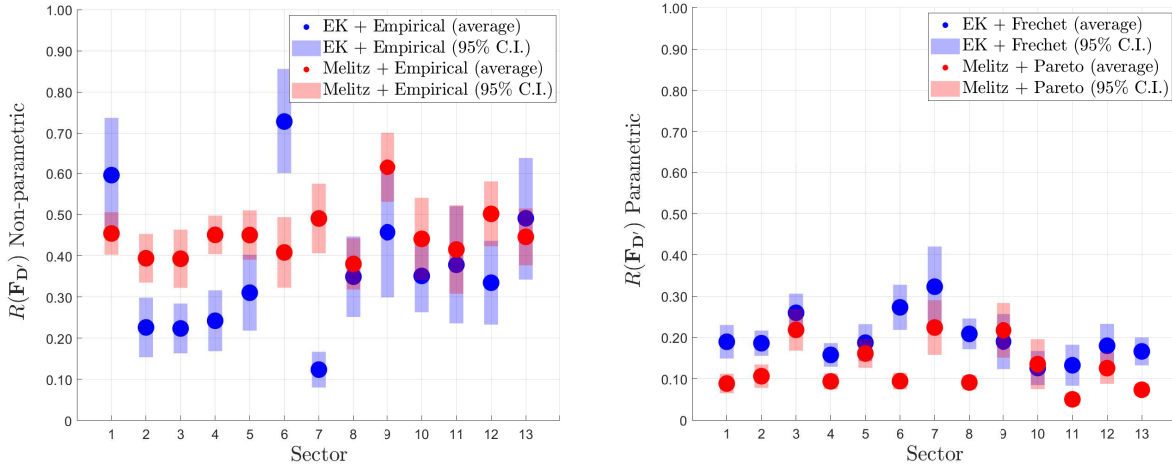 EK + Empirical (average)
EK + Empirical (95% C.I.)
Melitz + Empirical (average)
Melitz + Empirical (95% C.I.)
1.00
0.90
0.80
0.70
0.60
0.50
0.40
0.30
0.20
0.10
0
R(F_D′) Non-parametric
1 2 3 4 5 6 7 8 9 10 11 12 13
Sector
EK + Frechet (average)
EK + Frechet (95% C.I.)
Melitz + Pareto (average)
Melitz + Pareto (95% C.I.)
1.00
0.90
0.80
0.70
0.60
0.50
0.40
0.30
0.20
0.10
0
R(F_D′) Parametric
1 2 3 4 5 6 7 8 9 10 11 12 13
Sector